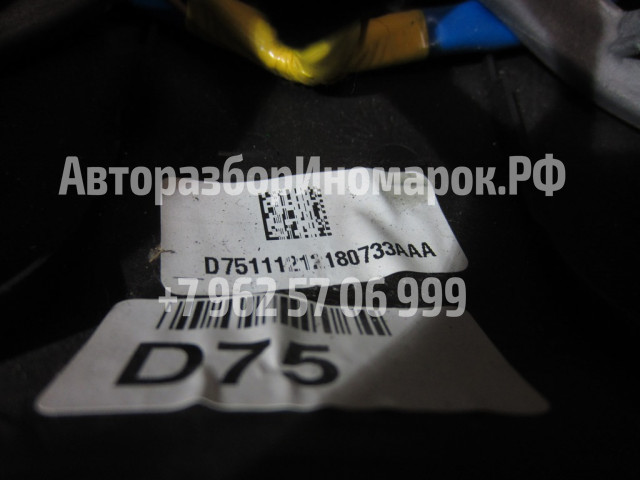 АвторазборИномарок.РФ
D75111212180733AAA
+7 962 57 06 999
D75